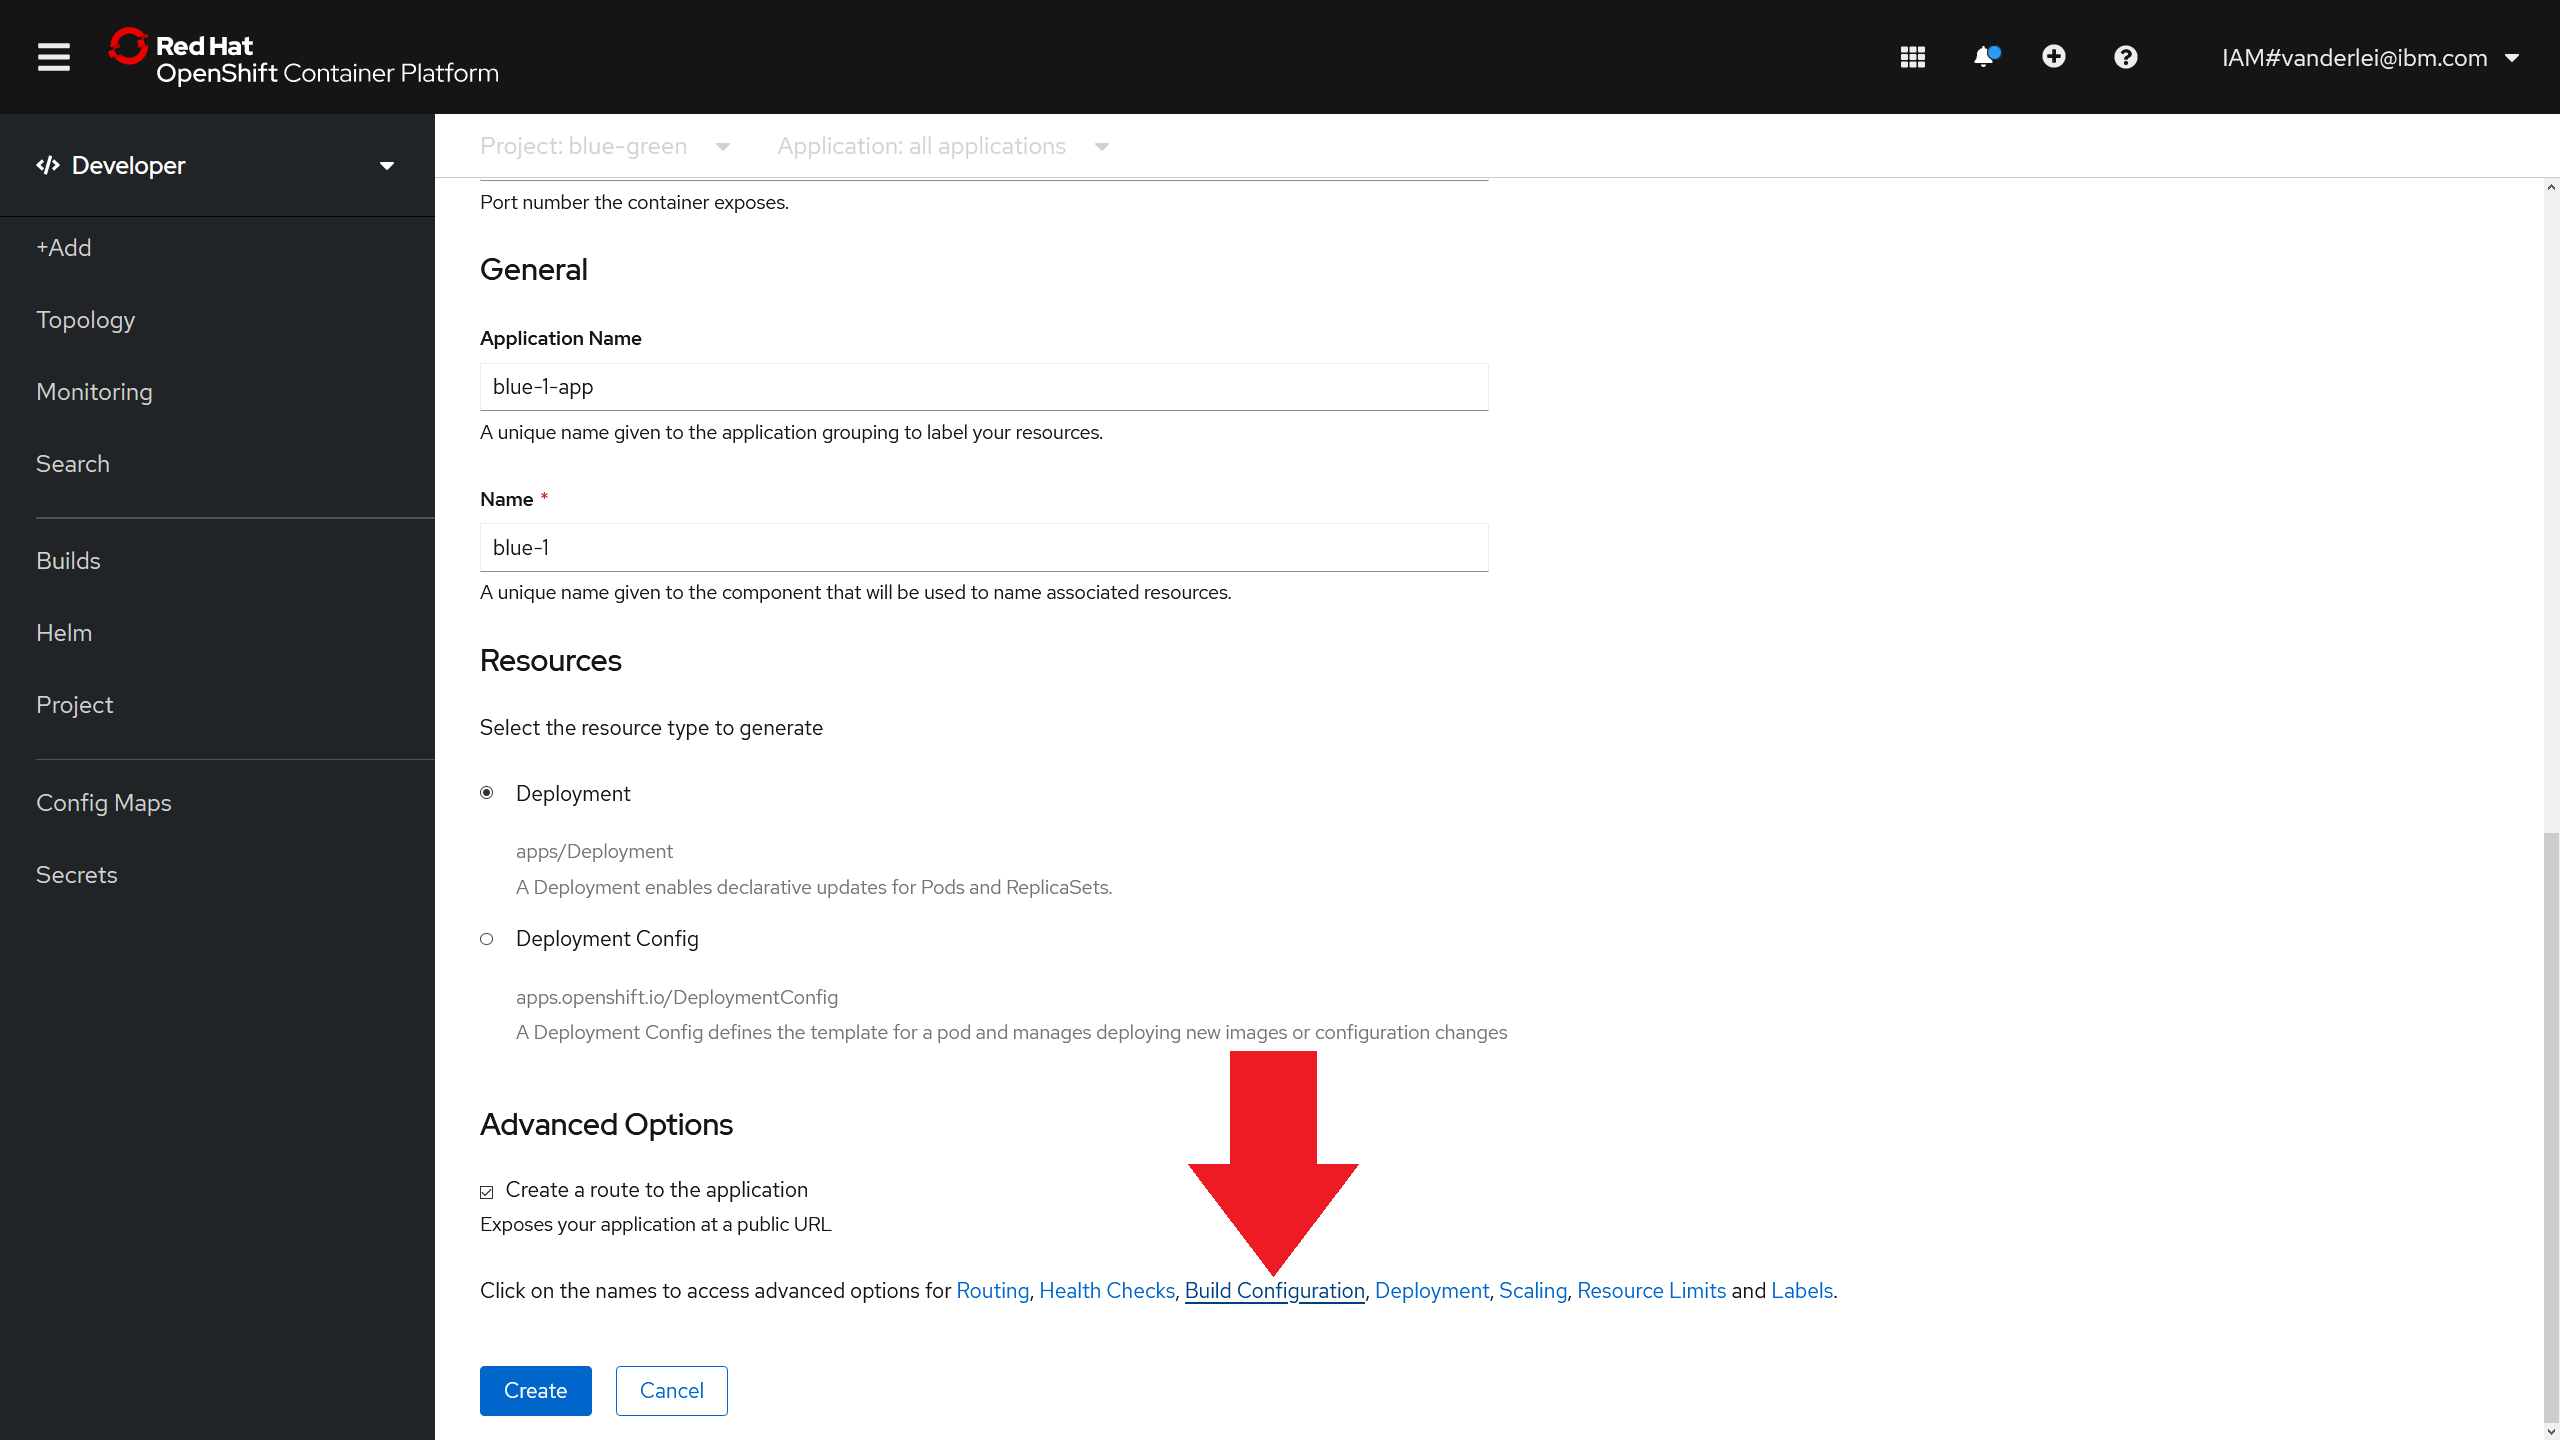 Red Hat
OpenShift Container Platform
IAM#vanderlei@ibm.com
Developer
+Add
Topology
Monitoring
Search
Builds
Helm
Project
Config Maps
Secrets
Project: blue-green
Application: all applications
Port number the container exposes.
General
Application Name
blue-1-app
A unique name given to the application grouping to label your resources.
Name *
blue-1
A unique name given to the component that will be used to name associated resources.
Resources
Select the resource type to generate
Deployment
apps/Deployment
A Deployment enables declarative updates for Pods and ReplicaSets.
Deployment Config
apps.openshift.io/DeploymentConfig
A Deployment Config defines the template for a pod and manages deploying new images or configuration changes
Advanced Options
Create a route to the application
Exposes your application at a public URL
Click on the names to access advanced options for Routing, Health Checks, Build Configuration, Deployment, Scaling, Resource Limits and Labels.
Create
Cancel